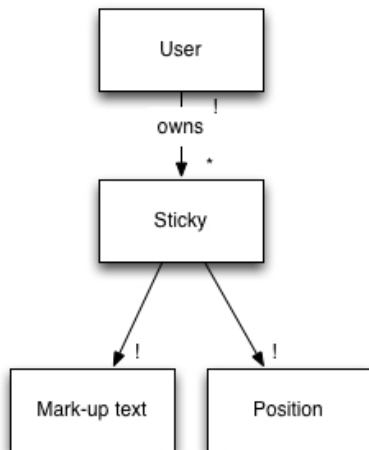 User
!
owns
*
Sticky
!
!
Mark-up text
Position